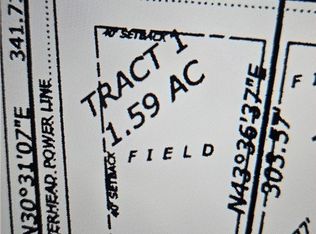 N30°31'07"E 341.7
OVERHEAD POWER LINE
40' SETBACK
TRACT 1
1.59 AC
FIELD
40' SETBACK
N43°36'37"E
303.57'
F I